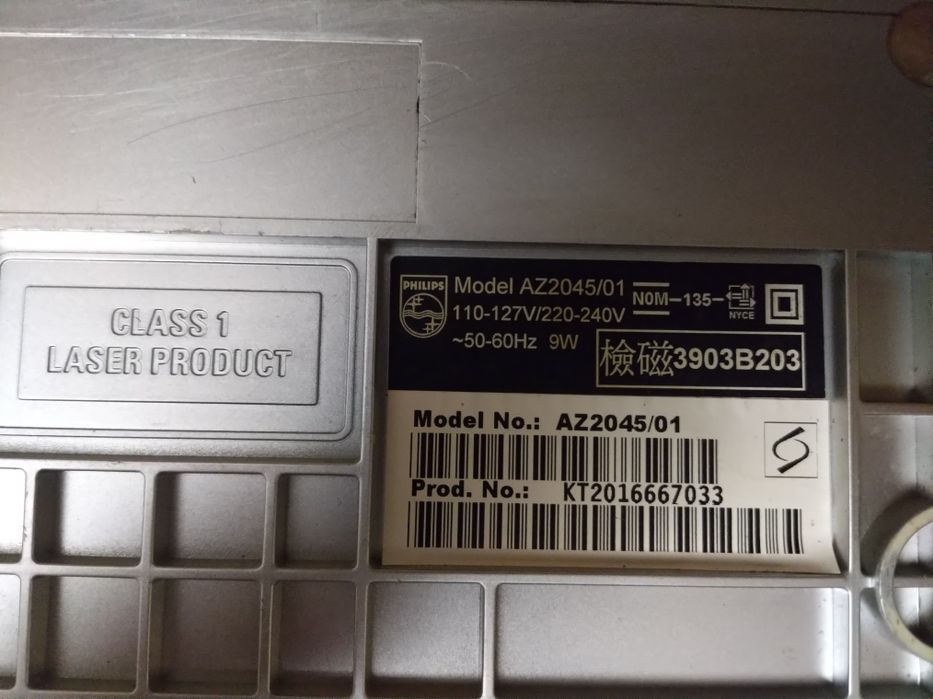 CLASS 1
LASER PRODUCT
PHILIPS
Model AZ2045/01
110-127V/220-240V
~50-60Hz 9W
NOM-135-
NYCE
檢磁3903B203
Model No.: AZ2045/01
Prod. No.: KT2016667033